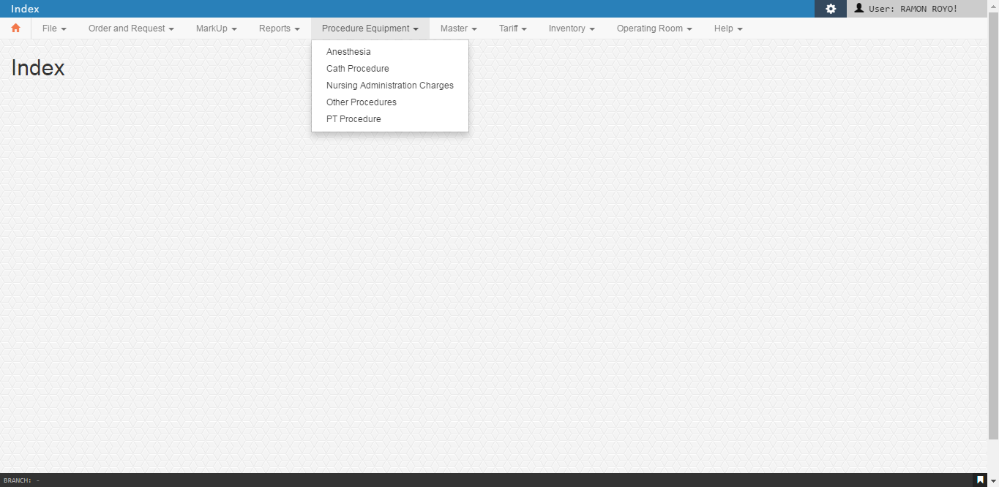 Index
User: RAMON ROYO!
File Order and Request MarkUp Reports Procedure Equipment Master Tariff Inventory Operating Room Help
Index
Anesthesia
Cath Procedure
Nursing Administration Charges
Other Procedures
PT Procedure
BRANCH: -